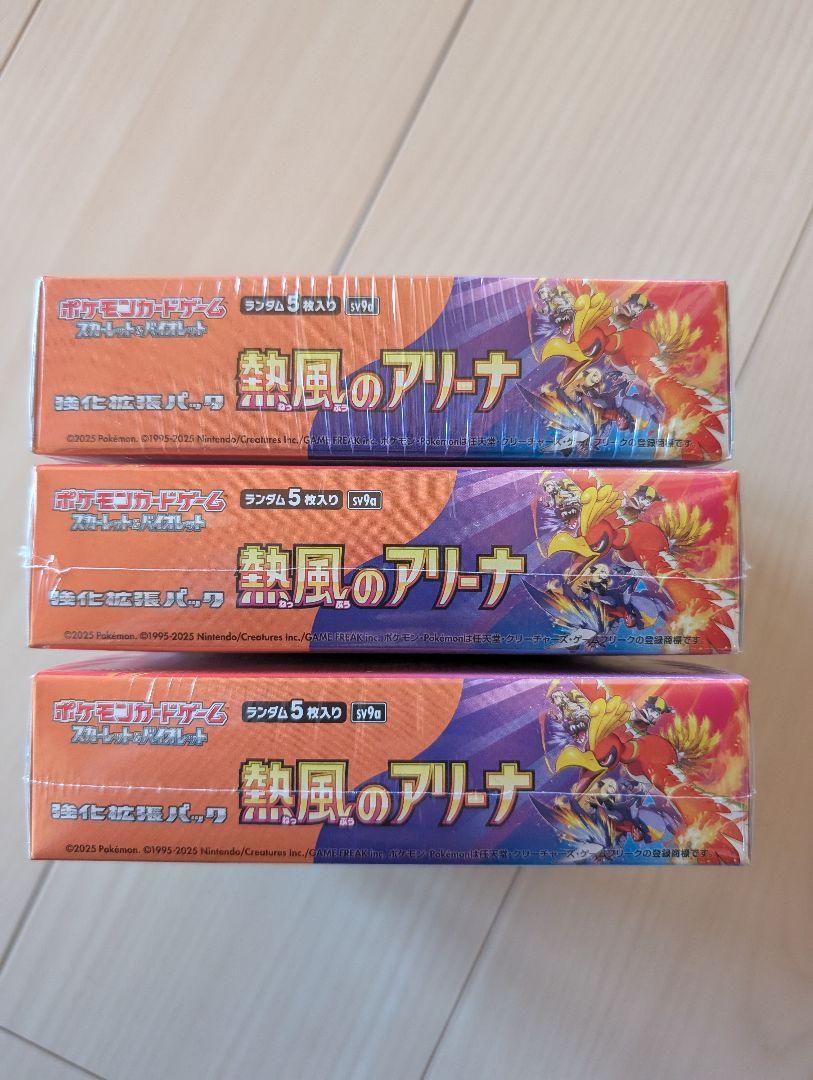 ポケモンカードゲーム
スカーレット&バイオレット
ランダム5枚入り sv9a
強化拡張パック
熱風のアリーナ
ねっ ぷう
©2025 Pokémon. ©1995-2025 Nintendo/Creatures Inc./GAME FREAK inc. ポケモン・Pokémonは任天堂・クリーチャーズ・ゲームフリークの登録商標です。
ポケモンカードゲーム
スカーレット&バイオレット
ランダム5枚入り sv9a
強化拡張パック
熱風のアリーナ
ねっ ぷう
©2025 Pokémon. ©1995-2025 Nintendo/Creatures Inc./GAME FREAK inc. ポケモン・Pokémonは任天堂・クリーチャーズ・ゲームフリークの登録商標です。
ポケモンカードゲーム
スカーレット&バイオレット
ランダム5枚入り sv9a
強化拡張パック
熱風のアリーナ
ねっ ぷう
©2025 Pokémon. ©1995-2025 Nintendo/Creatures Inc./GAME FREAK inc. ポケモン・Pokémonは任天堂・クリーチャーズ・ゲームフリークの登録商標です。